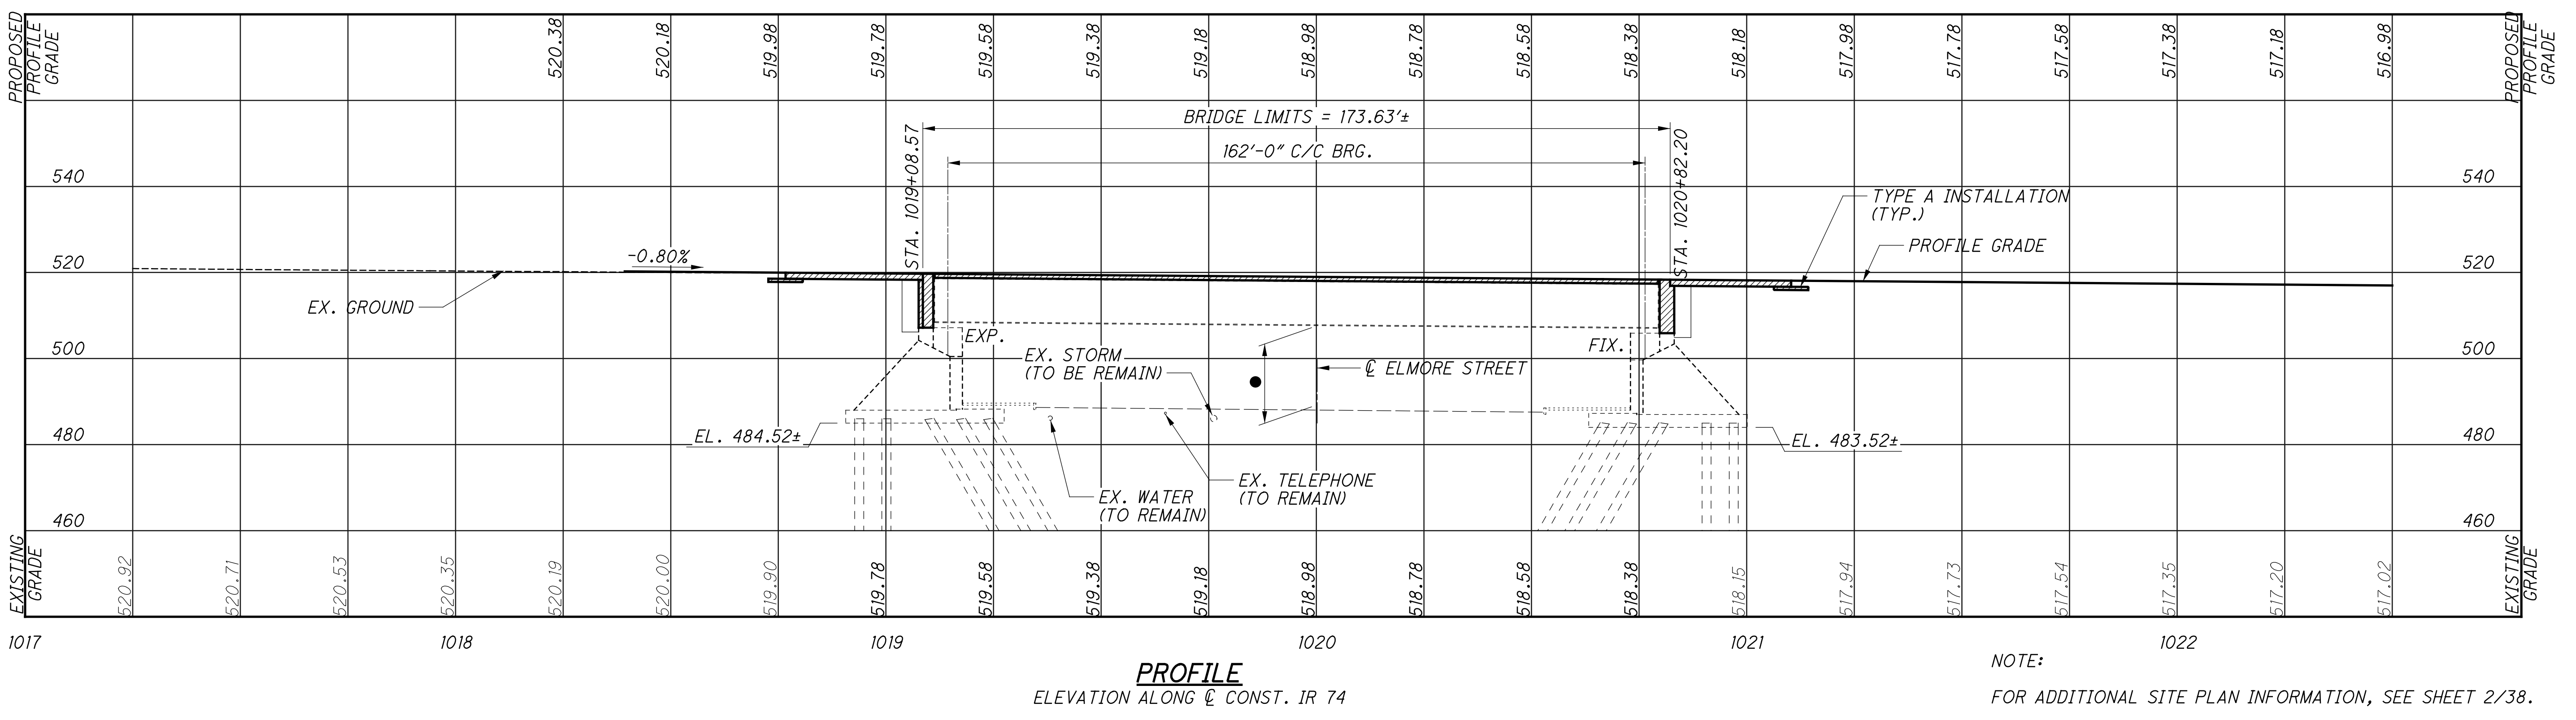 PROPOSED
PROFILE
GRADE
520.38
520.18
519.98
519.78
519.58
519.38
519.18
518.98
518.78
518.58
518.38
518.18
517.98
517.78
517.58
517.38
517.18
516.98
PROPOSED
PROFILE
GRADE
BRIDGE LIMITS = 173.63'±
162'-0" C/C BRG.
STA. 1019+08.57
STA. 1020+82.20
540
540
TYPE A INSTALLATION
(TYP.)
PROFILE GRADE
-0.80%
520
520
EX. GROUND
EXP.
FIX.
500
500
EX. STORM
(TO BE REMAIN)
℄ ELMORE STREET
480
480
EL. 484.52±
EL. 483.52±
EX. TELEPHONE
(TO REMAIN)
EX. WATER
(TO REMAIN)
460
460
EXISTING
GRADE
520.92
520.71
520.53
520.35
520.19
520.00
519.90
519.78
519.58
519.38
519.18
518.98
518.78
518.58
518.38
518.15
517.94
517.73
517.54
517.35
517.20
517.02
EXISTING
GRADE
1017
1018
1019
1020
1021
1022
PROFILE
ELEVATION ALONG ℄ CONST. IR 74
NOTE:
FOR ADDITIONAL SITE PLAN INFORMATION, SEE SHEET 2/38.